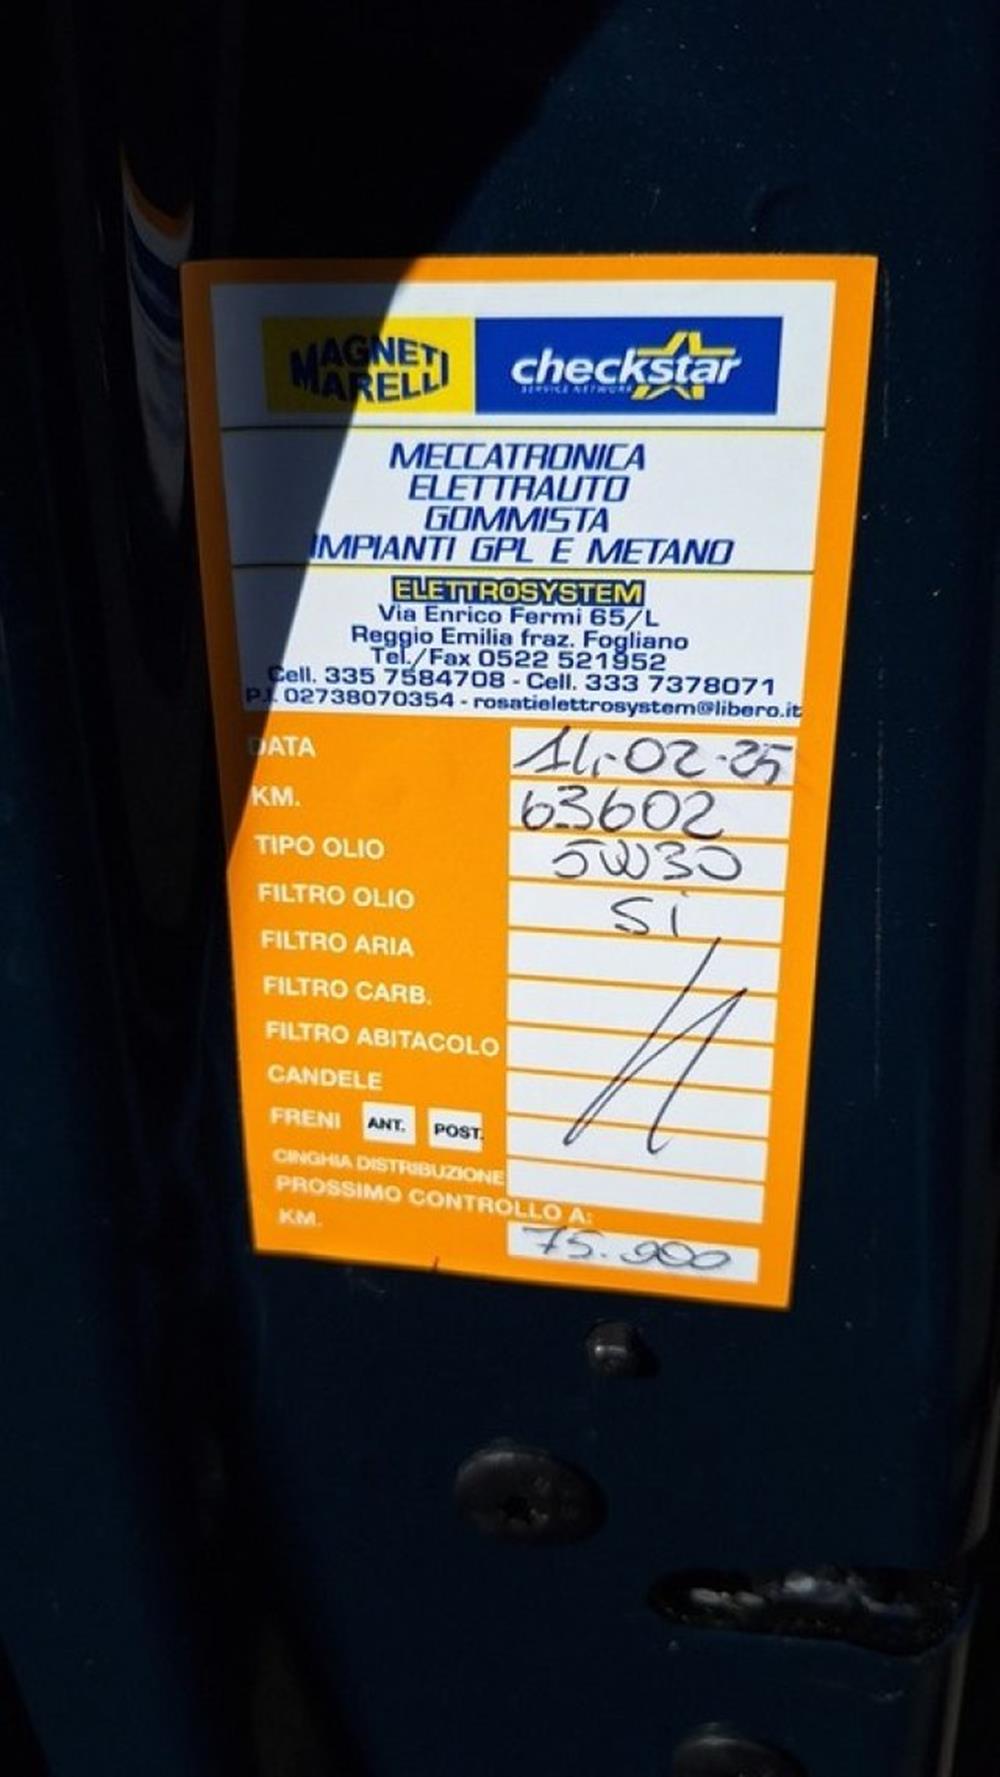 MAGNETI
MARELLI
checkstar
SERVICE NETWORK
MECCATRONICA
ELETTRAUTO
GOMMISTA
IMPIANTI GPL E METANO
ELETTROSYSTEM
Via Enrico Fermi 65/L
Reggio Emilia fraz. Fogliano
Tel./Fax 0522 521952
Cell. 335 7584708 - Cell. 333 7378071
P.I. 02738070354 - rosatielettrosystem@libero.it
DATA 14-02-25
KM. 63602
TIPO OLIO 5W30
FILTRO OLIO Si
FILTRO ARIA
FILTRO CARB.
FILTRO ABITACOLO
CANDELE
FRENI ANT. POST.
CINGHIA DISTRIBUZIONE
PROSSIMO CONTROLLO A:
KM. 75.000